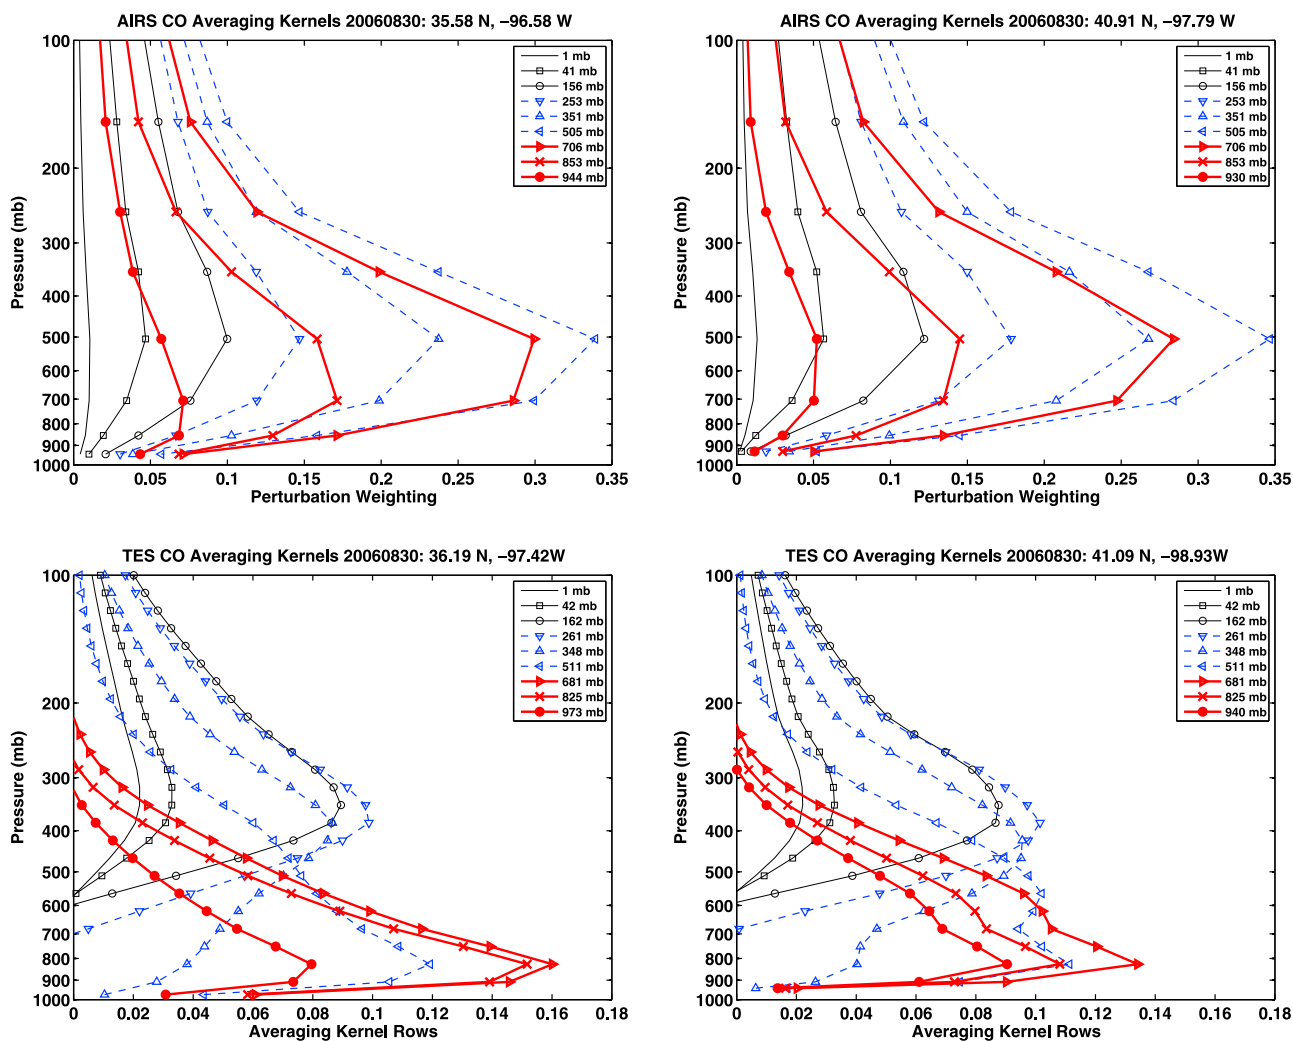 AIRS CO Averaging Kernels 20060830: 35.58 N, −96.58 W
100
200
300
400
500
600
700
800
900
1000
Pressure (mb)
0
0.05
0.1
0.15
0.2
0.25
0.3
0.35
Perturbation Weighting
1 mb
41 mb
156 mb
253 mb
351 mb
505 mb
706 mb
853 mb
944 mb
AIRS CO Averaging Kernels 20060830: 40.91 N, −97.79 W
100
200
300
400
500
600
700
800
900
1000
Pressure (mb)
0
0.05
0.1
0.15
0.2
0.25
0.3
0.35
Perturbation Weighting
1 mb
41 mb
156 mb
253 mb
351 mb
505 mb
706 mb
853 mb
930 mb
TES CO Averaging Kernels 20060830: 36.19 N, −97.42W
100
200
300
400
500
600
700
800
900
1000
Pressure (mb)
0
0.02
0.04
0.06
0.08
0.1
0.12
0.14
0.16
0.18
Averaging Kernel Rows
1 mb
42 mb
162 mb
261 mb
348 mb
511 mb
681 mb
825 mb
973 mb
TES CO Averaging Kernels 20060830: 41.09 N, −98.93W
100
200
300
400
500
600
700
800
900
1000
Pressure (mb)
0
0.02
0.04
0.06
0.08
0.1
0.12
0.14
0.16
0.18
Averaging Kernel Rows
1 mb
42 mb
162 mb
261 mb
348 mb
511 mb
681 mb
825 mb
940 mb